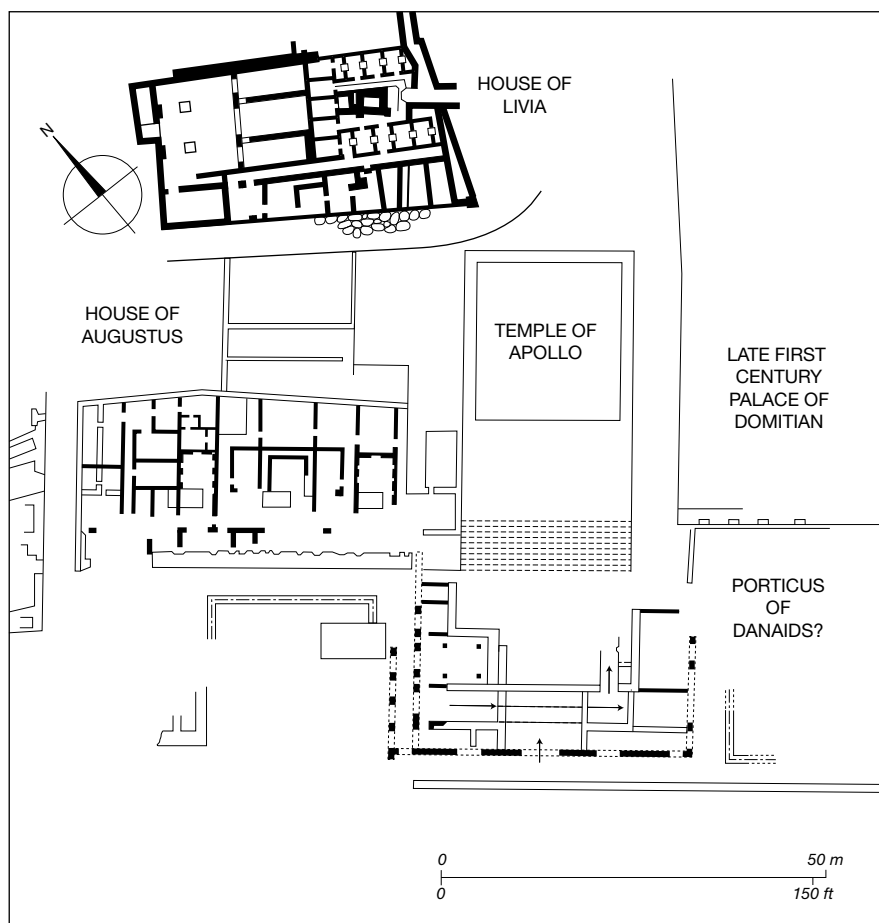 HOUSE OF
LIVIA
N
HOUSE OF
AUGUSTUS
TEMPLE OF
APOLLO
LATE FIRST
CENTURY
PALACE OF
DOMITIAN
PORTICUS
OF
DANAIDS?
0 50 m
0 150 ft